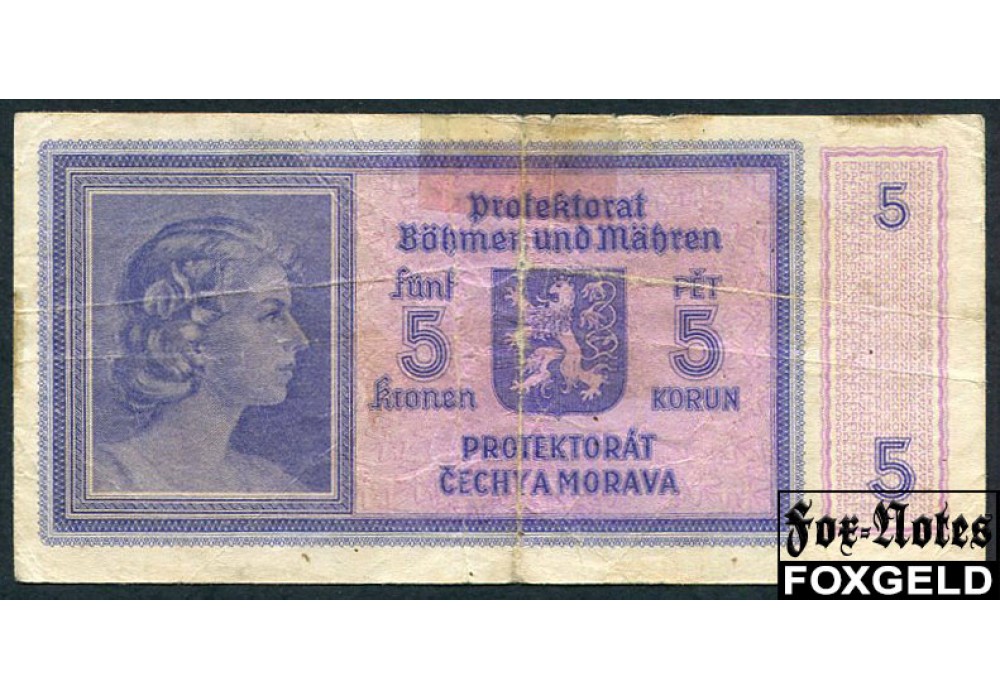 Protektorat
Böhmen und Mähren
fünf
5
kronen
PĚT
5
KORUN
PROTEKTORÁT
ČECHY A MORAVA
5
5
Fox-Notes
FOXGELD